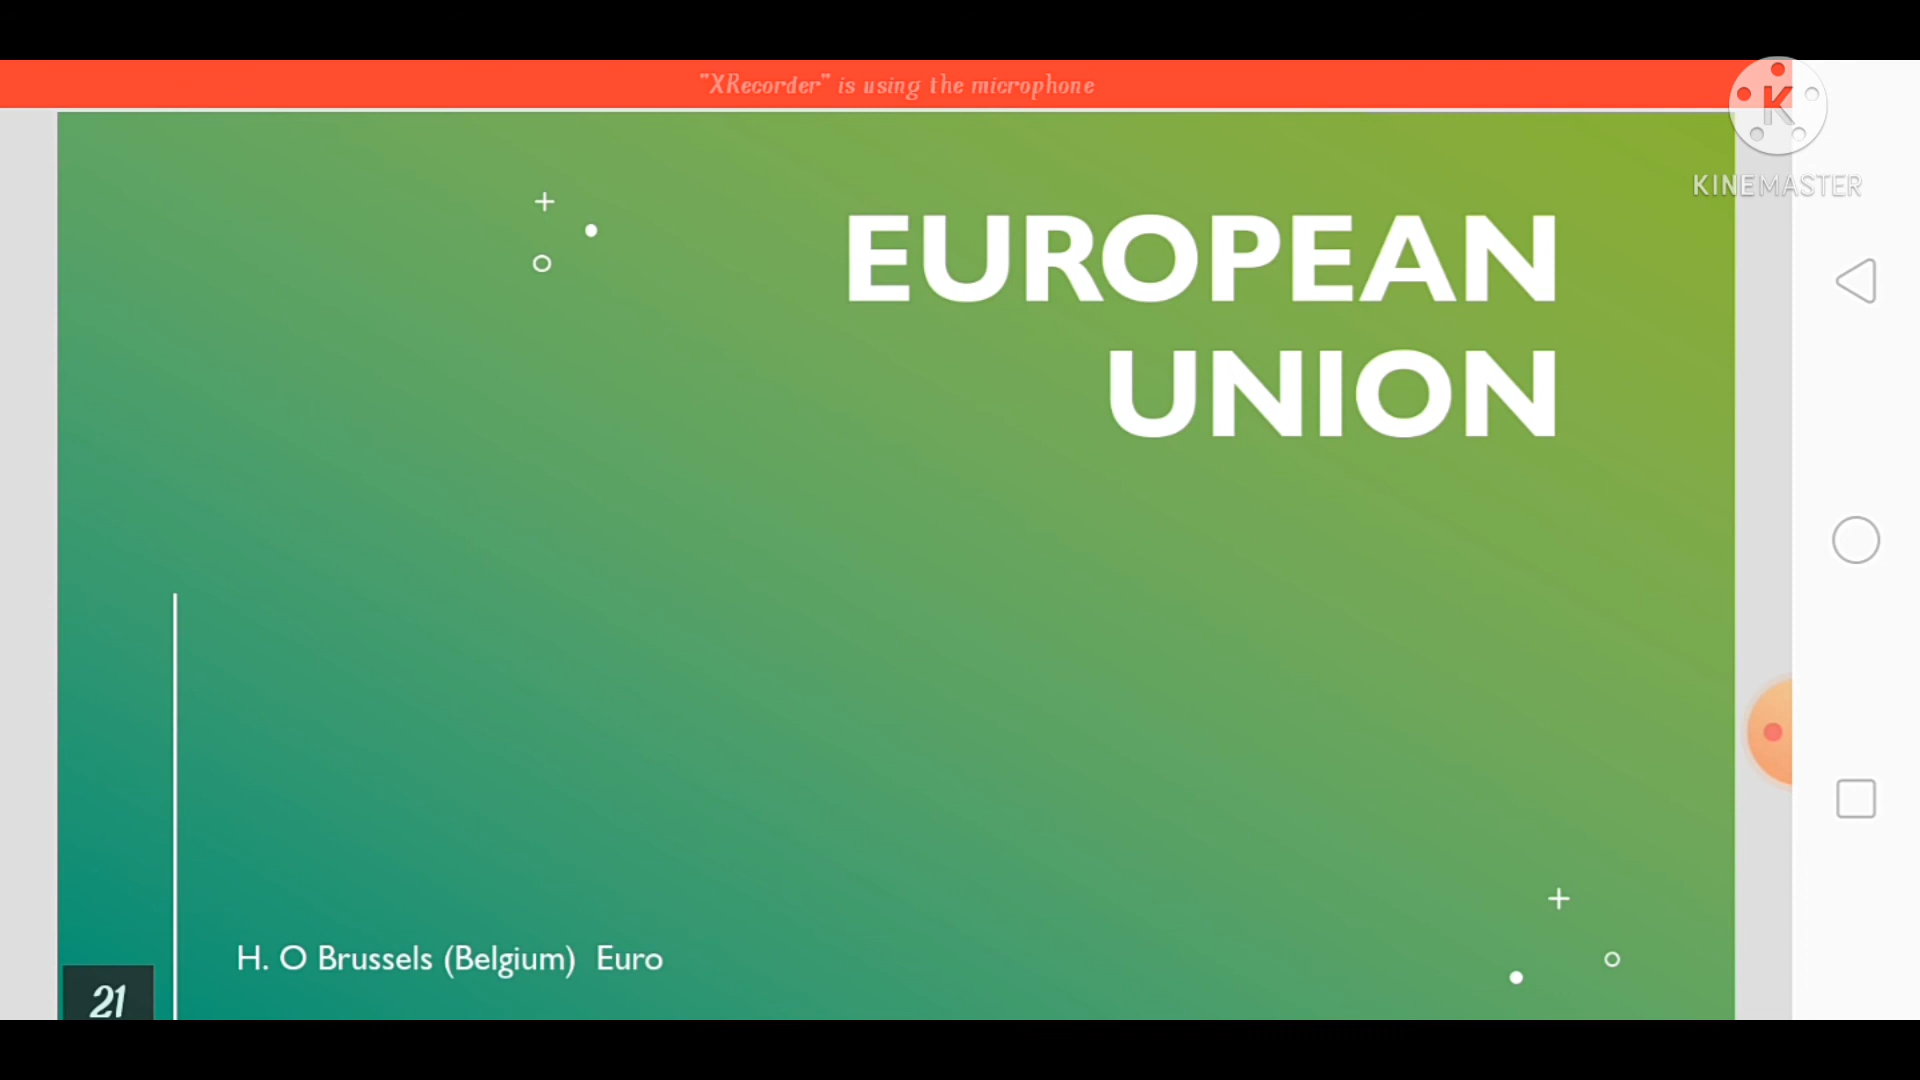 "XRecorder" is using the microphone
K
KINEMASTER
EUROPEAN
UNION
H. O Brussels (Belgium) Euro
21